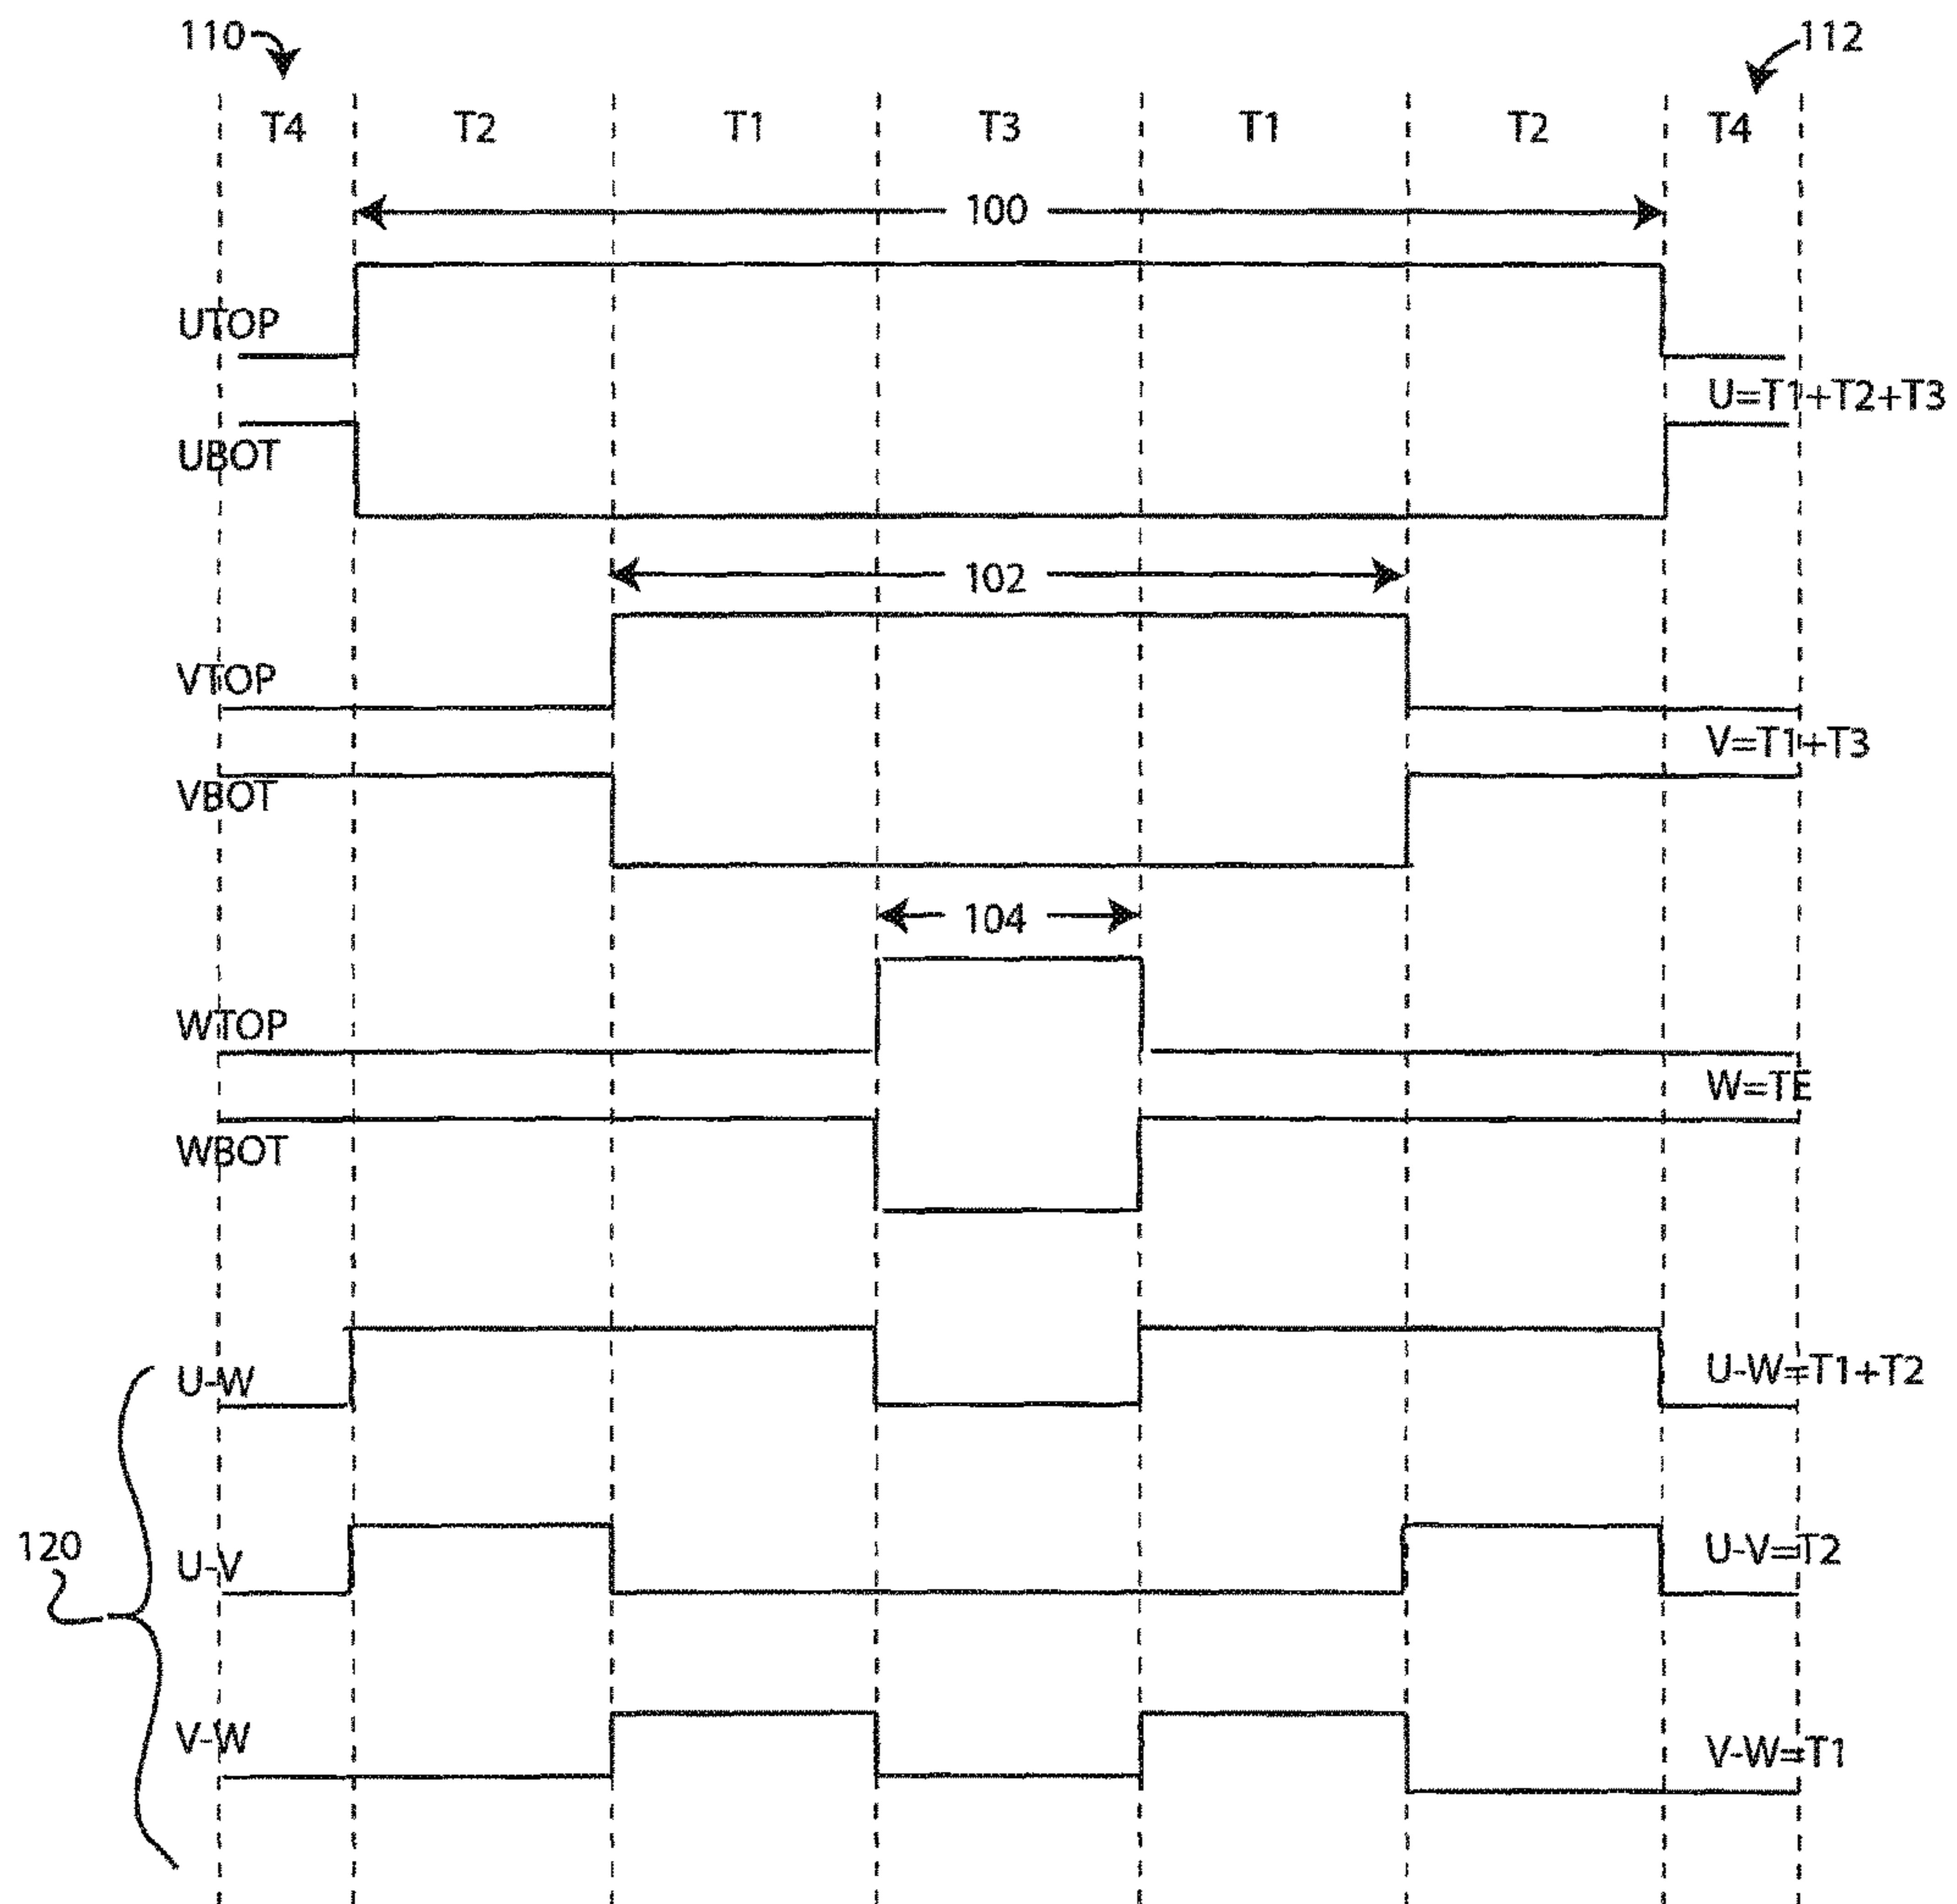 110
112
T4 T2 T1 T3 T1 T2 T4
100
UTOP
U=T1+T2+T3
UBOT
102
VTOP
V=T1+T3
VBOT
104
WTOP
W=TE
WBOT
U-W
U-W=T1+T2
120
U-V
U-V=T2
V-W
V-W=T1